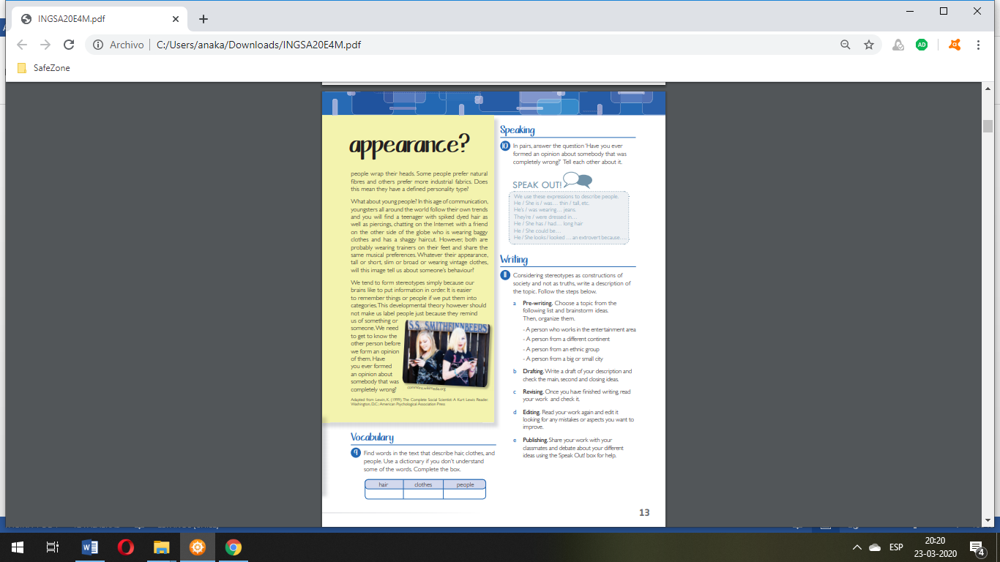 INGSA20E4M.pdf
Archivo
C:/Users/anaka/Downloads/INGSA20E4M.pdf
AD
SafeZone
appearance?
people wrap their heads. Some people prefer natural
fibres and others prefer more industrial fabrics. Does
this mean they have a defined personality type?
What about young people? In this age of communication,
youngsters all around the world follow their own trends
and you will find a teenager with spiked dyed hair as
well as piercings, chatting on the Internet with a friend
on the other side of the globe who is wearing baggy
clothes and has a shaggy haircut. However, both are
probably wearing trainers on their feet and share the
same musical preferences. Whatever their appearance,
tall or short, slim or broad or wearing vintage clothes,
will this image tell us about someone's behaviour?
We tend to form stereotypes simply because our
brains like to put information in order. It is easier
to remember things or people if we put them into
categories. This developmental theory however should
not make us label people just because they remind
us of something or
someone. We need
to get to know the
other person before
we form an opinion
of them. Have
you ever formed
an opinion about
somebody that was
completely wrong?
S.S. SMITHFINNBEERS
commons.wikimedia.org
Adapted from Lewin, K. (1999) The Complete Social Scientist: A Kurt Lewis Reader.
Washington, D.C.: American Psychological Association Press
Vocabulary
9 Find words in the text that describe hair, clothes, and
people. Use a dictionary if you don't understand
some of the words. Complete the box.
hair clothes people
Speaking
10 In pairs, answer the question 'Have you ever
formed an opinion about somebody that was
completely wrong?' Tell each other about it.
SPEAK OUT!
We use these expressions to describe people.
He / She is / was… thin / tall, etc.
He's / was wearing… jeans.
They're / were dressed in…
He / She has / had… long hair
He / She could be…
He / She looks / looked …an extrovert because…
Writing
11 Considering stereotypes as constructions of
society and not as truths, write a description of
the topic. Follow the steps below.
a Pre-writing. Choose a topic from the
following list and brainstorm ideas.
Then, organize them.
- A person who works in the entertainment area
- A person from a different continent
- A person from an ethnic group
- A person from a big or small city
b Drafting. Write a draft of your description and
check the main, second and closing ideas.
c Revising. Once you have finished writing, read
your work and check it.
d Editing. Read your work again and edit it
looking for any mistakes or aspects you want to
improve.
e Publishing. Share your work with your
classmates and debate about your different
ideas using the Speak Out! box for help.
13
ESP
20:20
23-03-2020
4